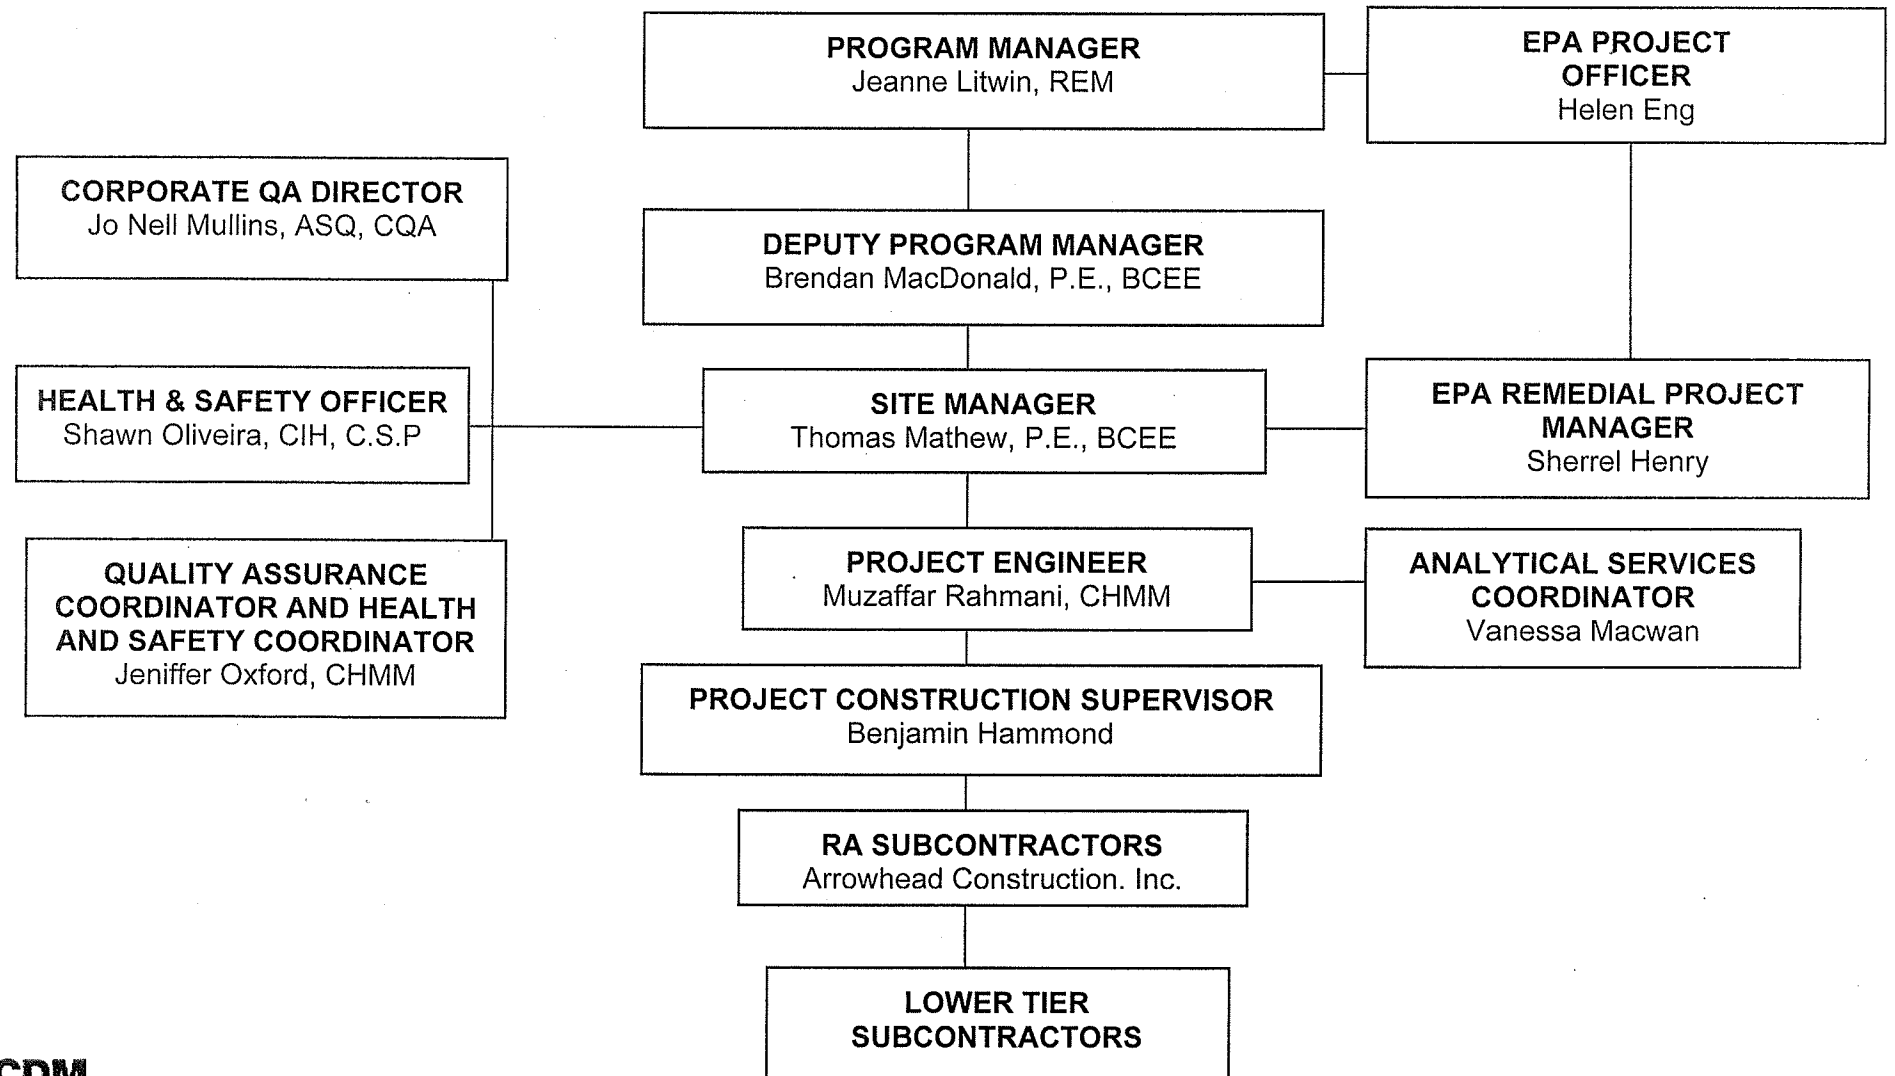 PROGRAM MANAGER
Jeanne Litwin, REM
EPA PROJECT
OFFICER
Helen Eng
CORPORATE QA DIRECTOR
Jo Nell Mullins, ASQ, CQA
DEPUTY PROGRAM MANAGER
Brendan MacDonald, P.E., BCEE
HEALTH & SAFETY OFFICER
Shawn Oliveira, CIH, C.S.P
SITE MANAGER
Thomas Mathew, P.E., BCEE
EPA REMEDIAL PROJECT
MANAGER
Sherrel Henry
QUALITY ASSURANCE
COORDINATOR AND HEALTH
AND SAFETY COORDINATOR
Jeniffer Oxford, CHMM
PROJECT ENGINEER
Muzaffar Rahmani, CHMM
ANALYTICAL SERVICES
COORDINATOR
Vanessa Macwan
PROJECT CONSTRUCTION SUPERVISOR
Benjamin Hammond
RA SUBCONTRACTORS
Arrowhead Construction. Inc.
LOWER TIER
SUBCONTRACTORS
CDM